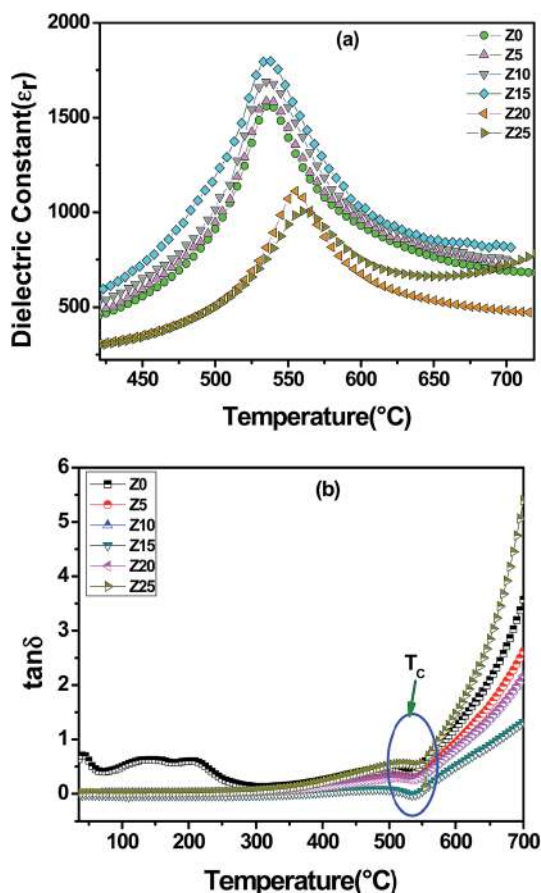 (a)
Z0
Z5
Z10
Z15
Z20
Z25
Dielectric Constant(εr)
2000
1500
1000
500
450 500 550 600 650 700
Temperature(°C)
(b)
Z0
Z5
Z10
Z15
Z20
Z25
TC
tanδ
6
5
4
3
2
1
0
100 200 300 400 500 600 700
Temperature(°C)